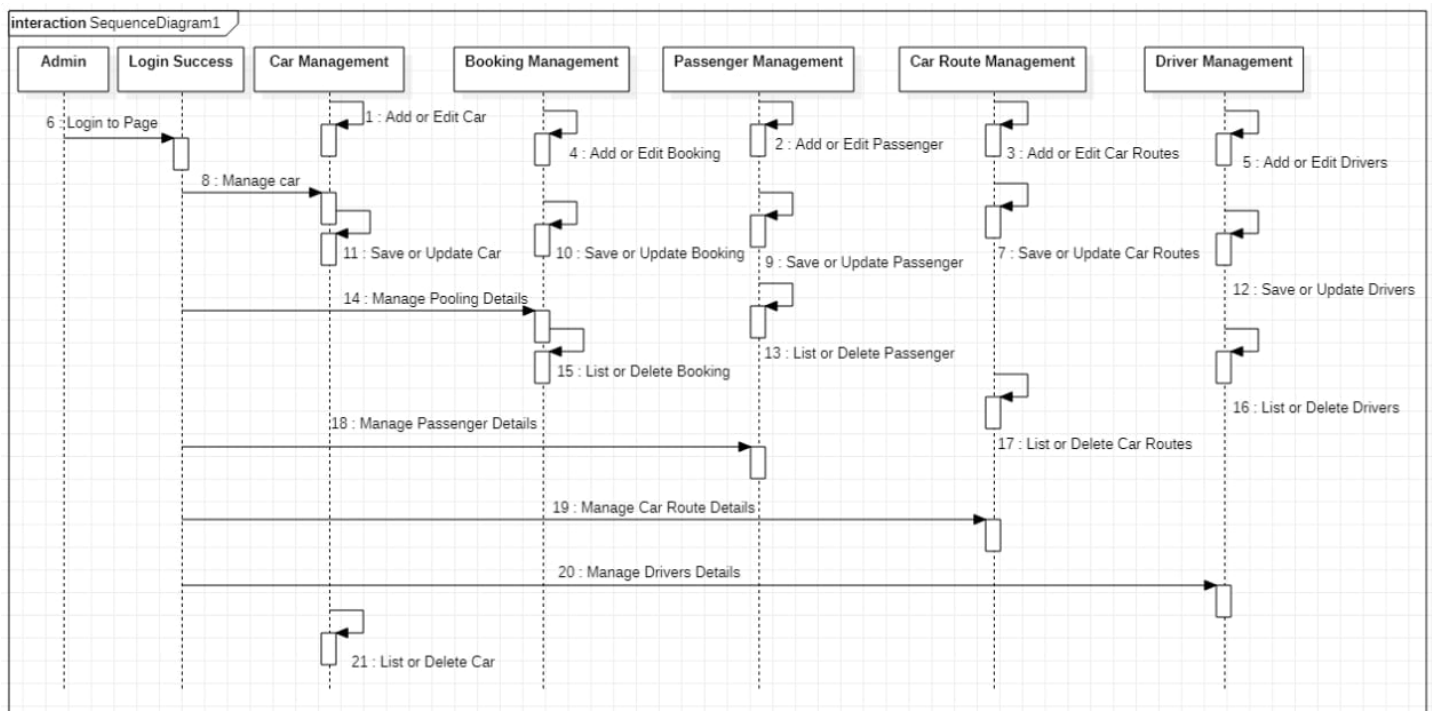 interaction SequenceDiagram1
Admin
Login Success
Car Management
Booking Management
Passenger Management
Car Route Management
Driver Management
1 : Add or Edit Car
6 : Login to Page
2 : Add or Edit Passenger
4 : Add or Edit Booking
3 : Add or Edit Car Routes
5 : Add or Edit Drivers
8 : Manage car
11 : Save or Update Car
10 : Save or Update Booking
9 : Save or Update Passenger
7 : Save or Update Car Routes
12 : Save or Update Drivers
14 : Manage Pooling Details
13 : List or Delete Passenger
15 : List or Delete Booking
16 : List or Delete Drivers
18 : Manage Passenger Details
17 : List or Delete Car Routes
19 : Manage Car Route Details
20 : Manage Drivers Details
21 : List or Delete Car